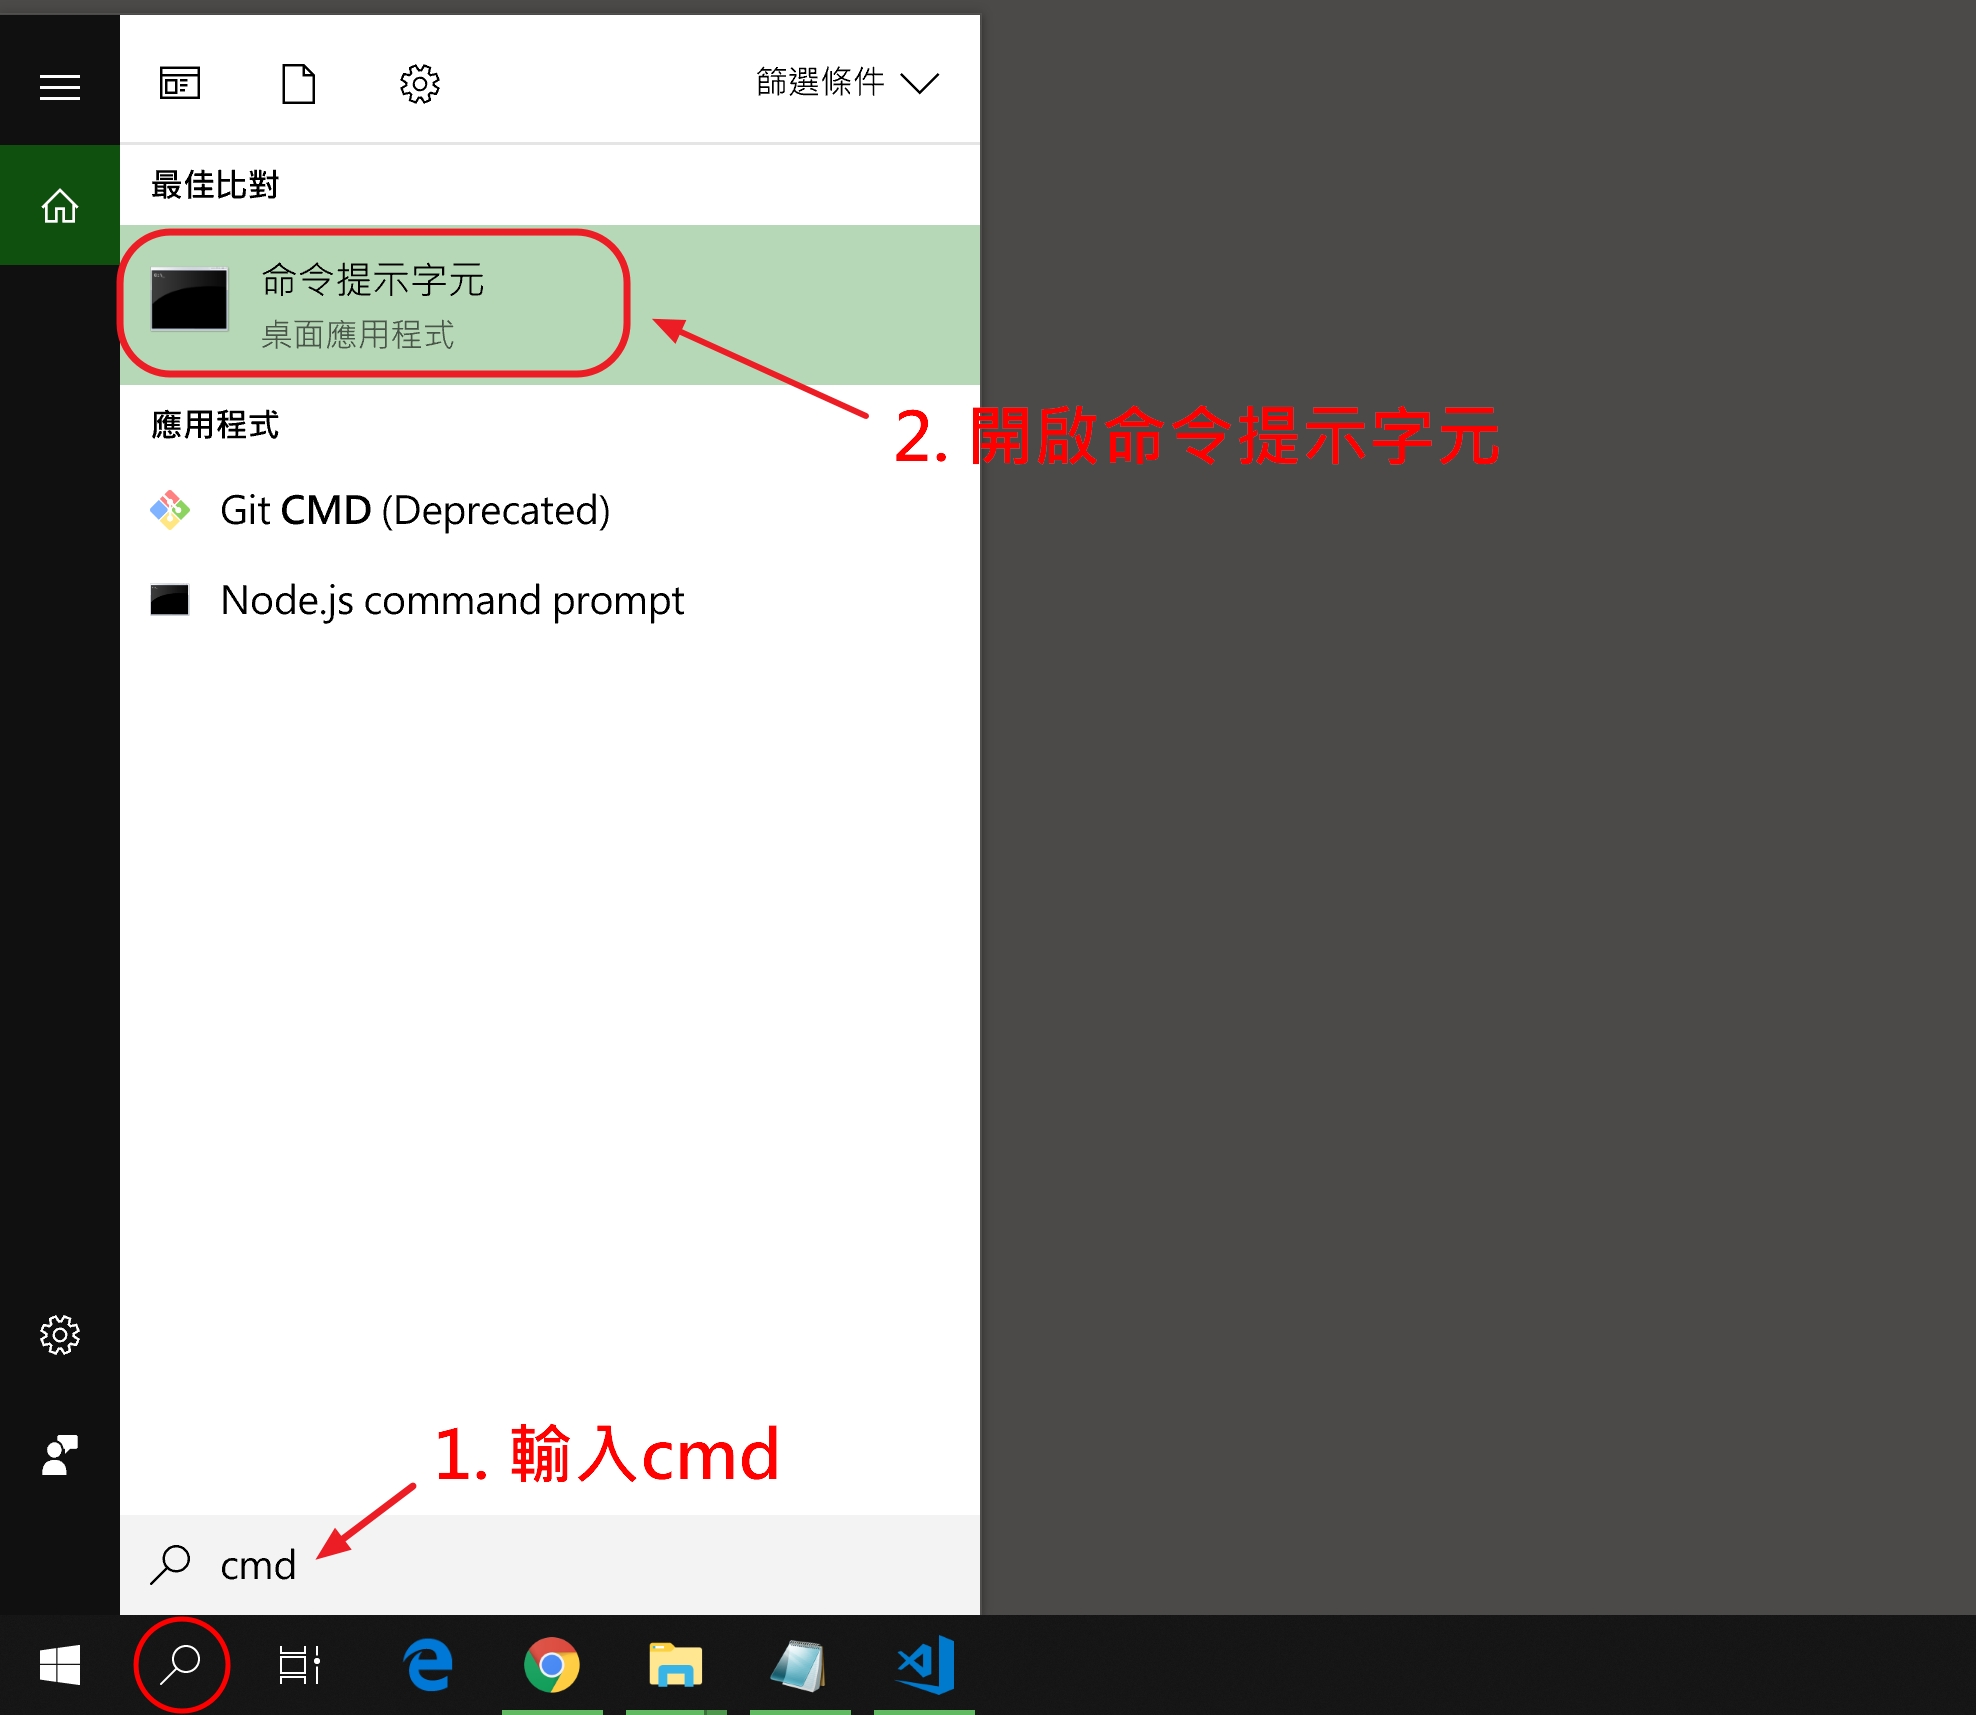 篩選條件
最佳比對
命令提示字元
桌面應用程式
2. 開啟命令提示字元
應用程式
Git CMD (Deprecated)
Node.js command prompt
1. 輸入cmd
cmd